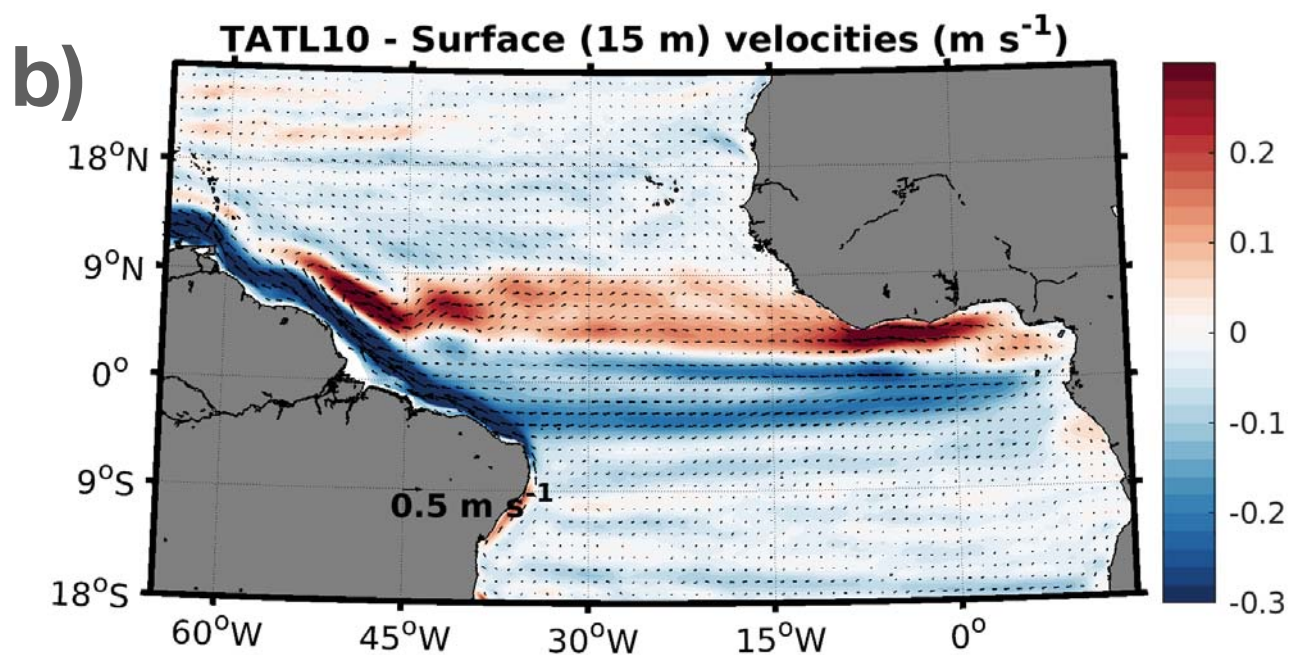 b)
TATL10 - Surface (15 m) velocities (m s⁻¹)
18°N
9°N
0°
9°S
18°S
0.5 m s⁻¹
60°W
45°W
30°W
15°W
0°
0.2
0.1
0
-0.1
-0.2
-0.3